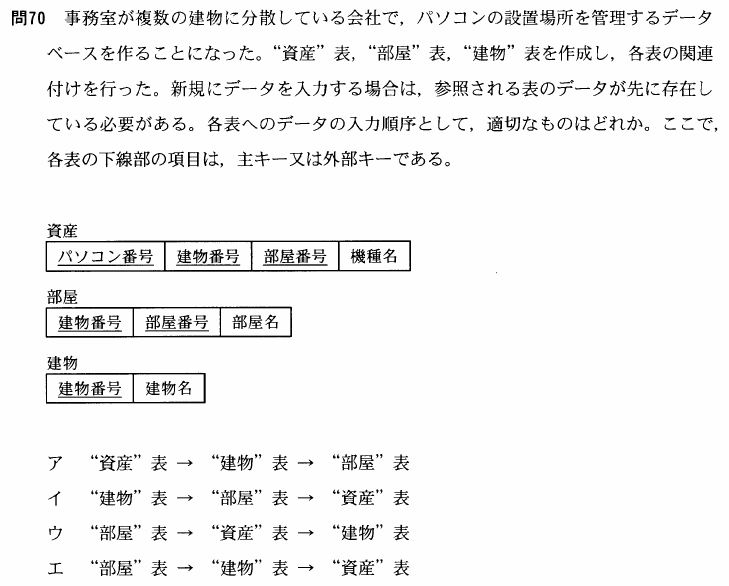 問70 事務室が複数の建物に分散している会社で，パソコンの設置場所を管理するデータ
ベースを作ることになった。“資産”表，“部屋”表，“建物”表を作成し，各表の関連
付けを行った。新規にデータを入力する場合は，参照される表のデータが先に存在し
ている必要がある。各表へのデータの入力順序として，適切なものはどれか。ここで，
各表の下線部の項目は，主キー又は外部キーである。
資産
パソコン番号 建物番号 部屋番号 機種名
部屋
建物番号 部屋番号 部屋名
建物
建物番号 建物名
ア “資産”表 → “建物”表 → “部屋”表
イ “建物”表 → “部屋”表 → “資産”表
ウ “部屋”表 → “資産”表 → “建物”表
エ “部屋”表 → “建物”表 → “資産”表